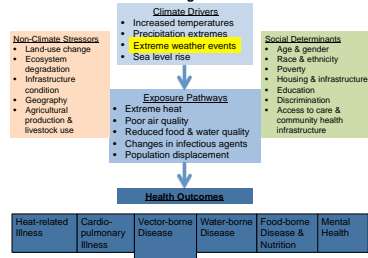 Climate Drivers
• Increased temperatures
• Precipitation extremes
• Extreme weather events
• Sea level rise
Non-Climate Stressors
• Land-use change
• Ecosystem
degradation
• Infrastructure
condition
• Geography
• Agricultural
production &
livestock use
Social Determinants
• Age & gender
• Race & ethnicity
• Poverty
• Housing & infrastructure
• Education
• Discrimination
• Access to care &
community health
infrastructure
Exposure Pathways
• Extreme heat
• Poor air quality
• Reduced food & water quality
• Changes in infectious agents
• Population displacement
Health Outcomes
Heat-related
Illness
Cardio-
pulmonary
Illness
Vector-borne
Disease
Water-borne
Disease
Food-borne
Disease &
Nutrition
Mental
Health